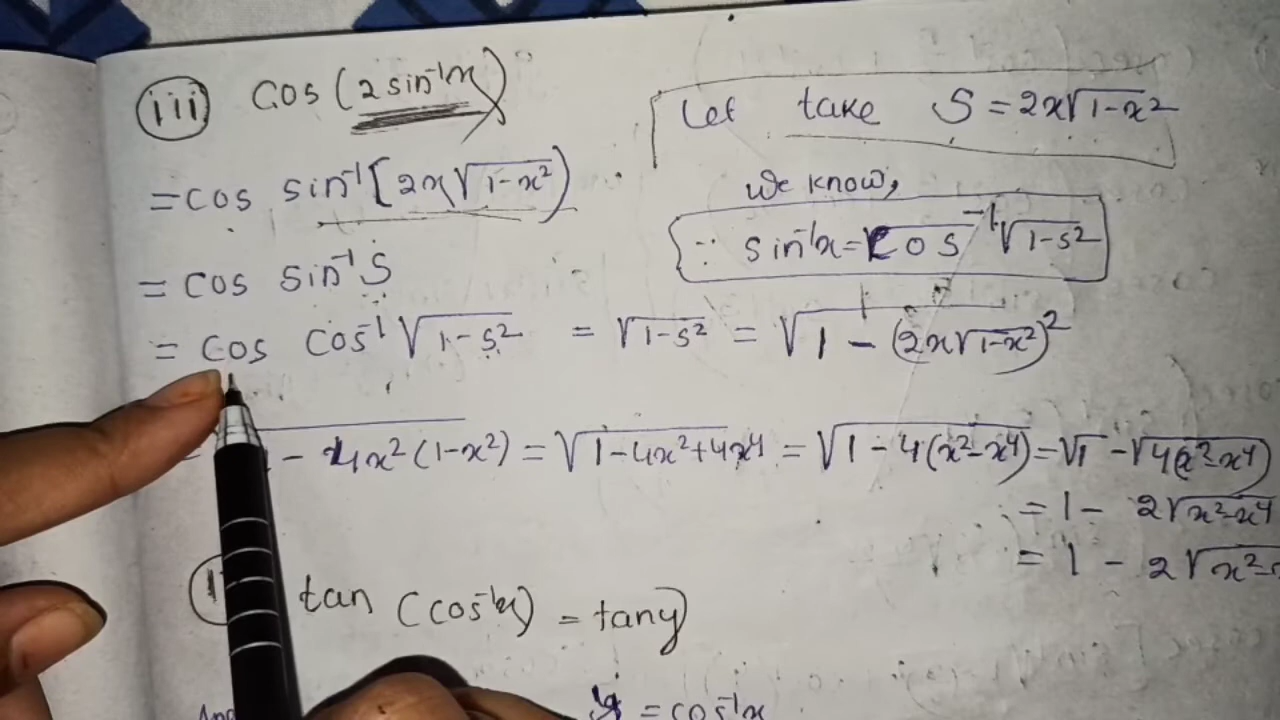 (iii) cos (2 sin⁻¹x)
Let take S = 2x√1-x²
= cos sin⁻¹[2x√1-x²)
we know,
∵ sin⁻¹x = cos⁻¹√1-s²
= cos sin⁻¹ S
= cos cos⁻¹ √1-s² = √1-s² = √1 - (2x√1-x²)²
- 4x²(1-x²) = √1-4x²+4x⁴ = √1-4(x²-x⁴) = √1 - √4(x²-x⁴)
= 1 - 2√x²-x⁴
= 1 - 2√x²-
tan (cos⁻¹x) = tany
= cos⁻¹x